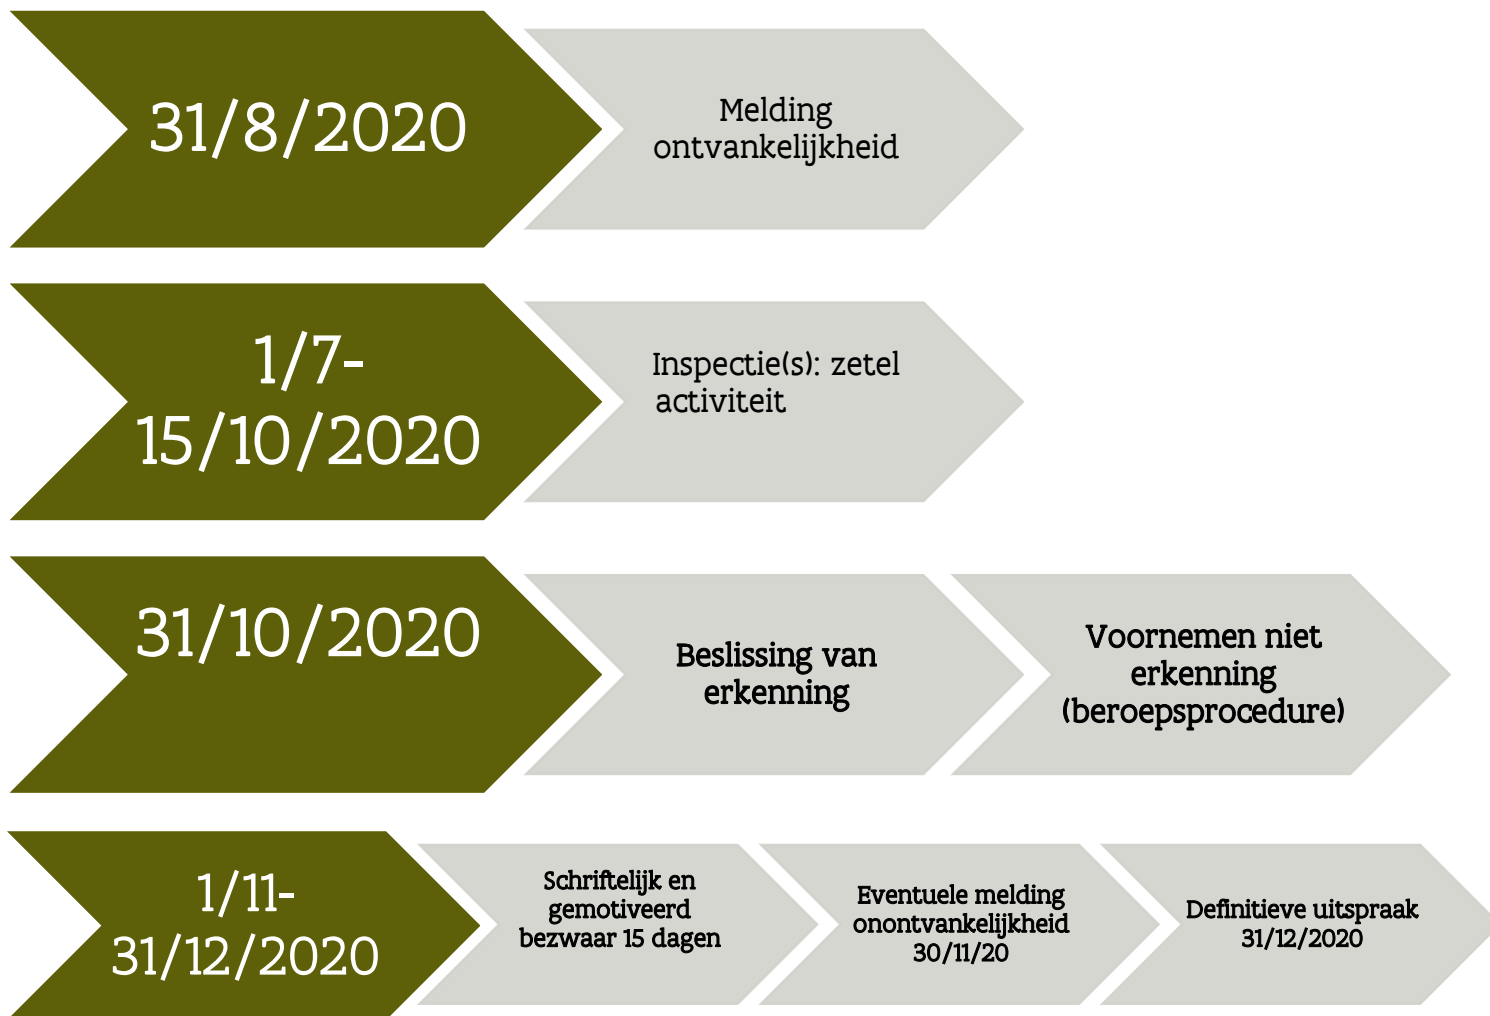 31/8/2020
Melding
ontvankelijkheid
1/7-
15/10/2020
Inspectie(s): zetel
activiteit
31/10/2020
Beslissing van
erkenning
Voornemen niet
erkenning
(beroepsprocedure)
1/11-
31/12/2020
Schriftelijk en
gemotiveerd
bezwaar 15 dagen
Eventuele melding
onontvankelijkheid
30/11/20
Definitieve uitspraak
31/12/2020